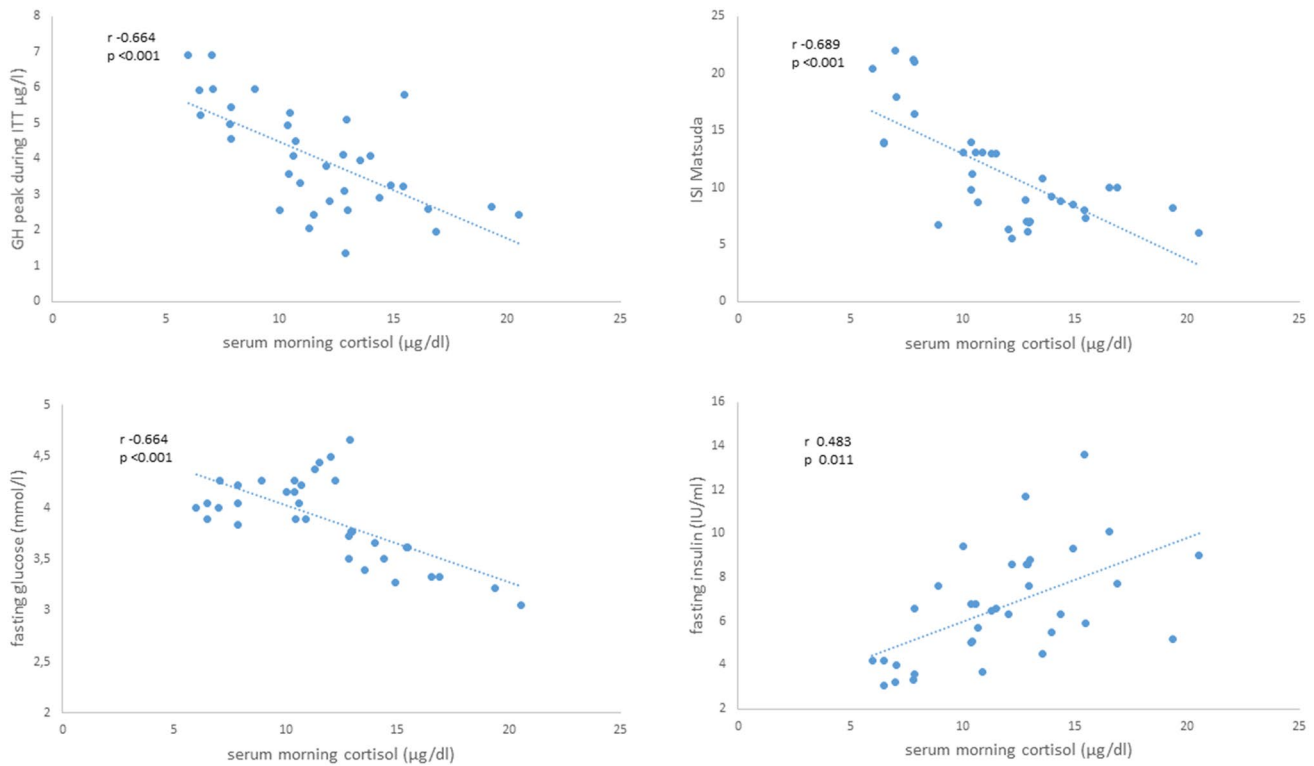 GH peak during ITT µg/l
8
7
6
5
4
3
2
1
0
r -0.664
p <0.001
0 5 10 15 20 25
serum morning cortisol (µg/dl)
ISI Matsuda
25
20
15
10
5
0
r -0.689
p <0.001
0 5 10 15 20 25
serum morning cortisol (µg/dl)
fasting glucose (mmol/l)
5
4,5
4
3,5
3
2,5
2
r -0.664
p <0.001
0 5 10 15 20 25
serum morning cortisol (µg/dl)
fasting insulin (IU/ml)
16
14
12
10
8
6
4
2
r 0.483
p 0.011
0 5 10 15 20 25
serum morning cortisol (µg/dl)